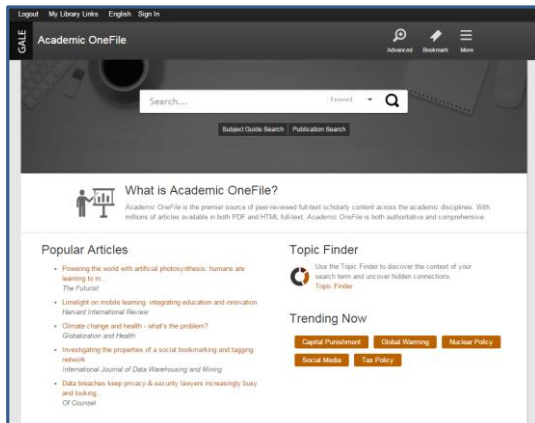 Logout My Library Links English Sign In
GALE
Academic OneFile
Advanced Bookmark More
Search... Keyword
Subject Guide Search Publication Search
What is Academic OneFile?
Academic OneFile is the premier source of peer-reviewed full-text scholarly content across the academic disciplines. With
millions of articles available in both PDF and HTML full-text, Academic OneFile is both authoritative and comprehensive.
Popular Articles
Powering the world with artificial photosynthesis: humans are
learning to m...
The Futurist
Limelight on mobile learning: integrating education and innovation
Harvard International Review
Climate change and health - what's the problem?
Globalization and Health
Investigating the properties of a social bookmarking and tagging
network
International Journal of Data Warehousing and Mining
Data breaches keep privacy & security lawyers increasingly busy
and looking...
Of Counsel
Topic Finder
Use the Topic Finder to discover the context of your
search term and uncover hidden connections.
Topic Finder
Trending Now
Capital Punishment Global Warming Nuclear Policy
Social Media Tax Policy